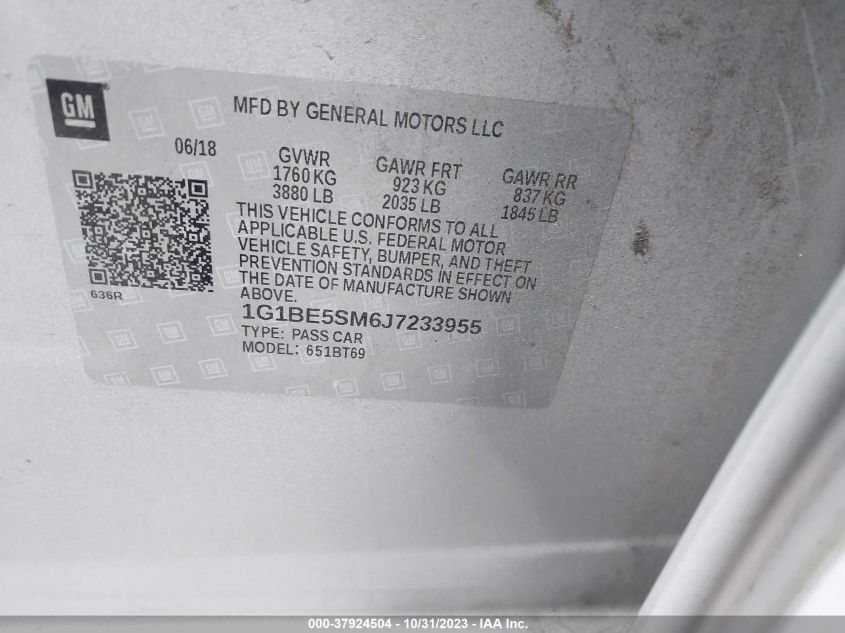 GM
MFD BY GENERAL MOTORS LLC
06/18
GVWR GAWR FRT GAWR RR
1760 KG 923 KG 837 KG
3880 LB 2035 LB 1845 LB
THIS VEHICLE CONFORMS TO ALL
APPLICABLE U.S. FEDERAL MOTOR
VEHICLE SAFETY, BUMPER, AND THEFT
PREVENTION STANDARDS IN EFFECT ON
THE DATE OF MANUFACTURE SHOWN
ABOVE.
636R
1G1BE5SM6J7233955
TYPE: PASS CAR
MODEL: 651BT69
000-37924504 - 10/31/2023 - IAA Inc.